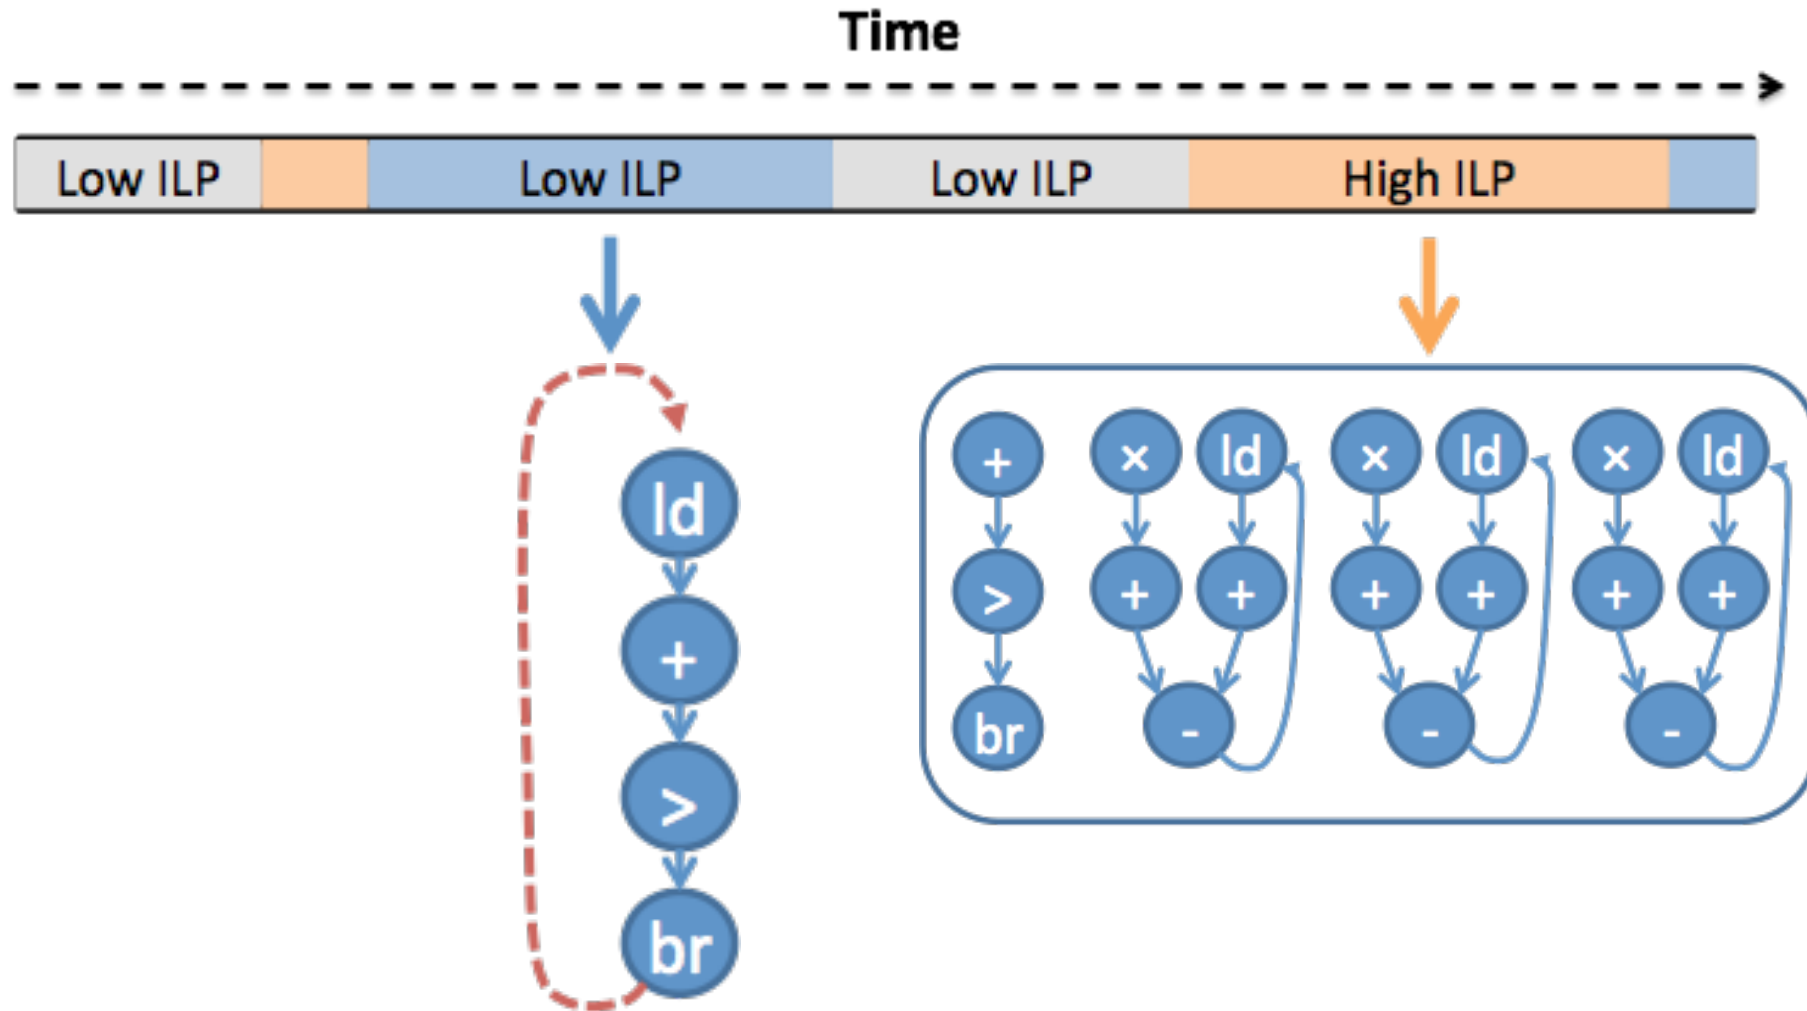 Time
Low ILP Low ILP Low ILP High ILP
ld
+
>
br
+ × ld × ld × ld
> + + + + + +
br - - -